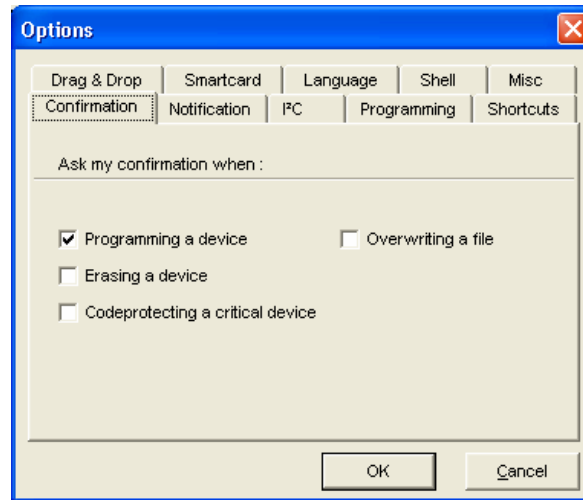 Options
Drag & Drop Smartcard Language Shell Misc
Confirmation Notification I²C Programming Shortcuts
Ask my confirmation when :
Programming a device Overwriting a file
Erasing a device
Codeprotecting a critical device
OK Cancel